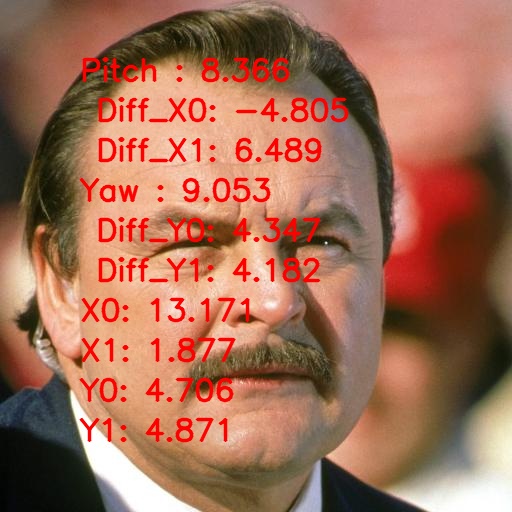 Pitch : 8.366
Diff_X0: -4.805
Diff_X1: 6.489
Yaw : 9.053
Diff_Y0: 4.347
Diff_Y1: 4.182
X0: 13.171
X1: 1.877
Y0: 4.706
Y1: 4.871